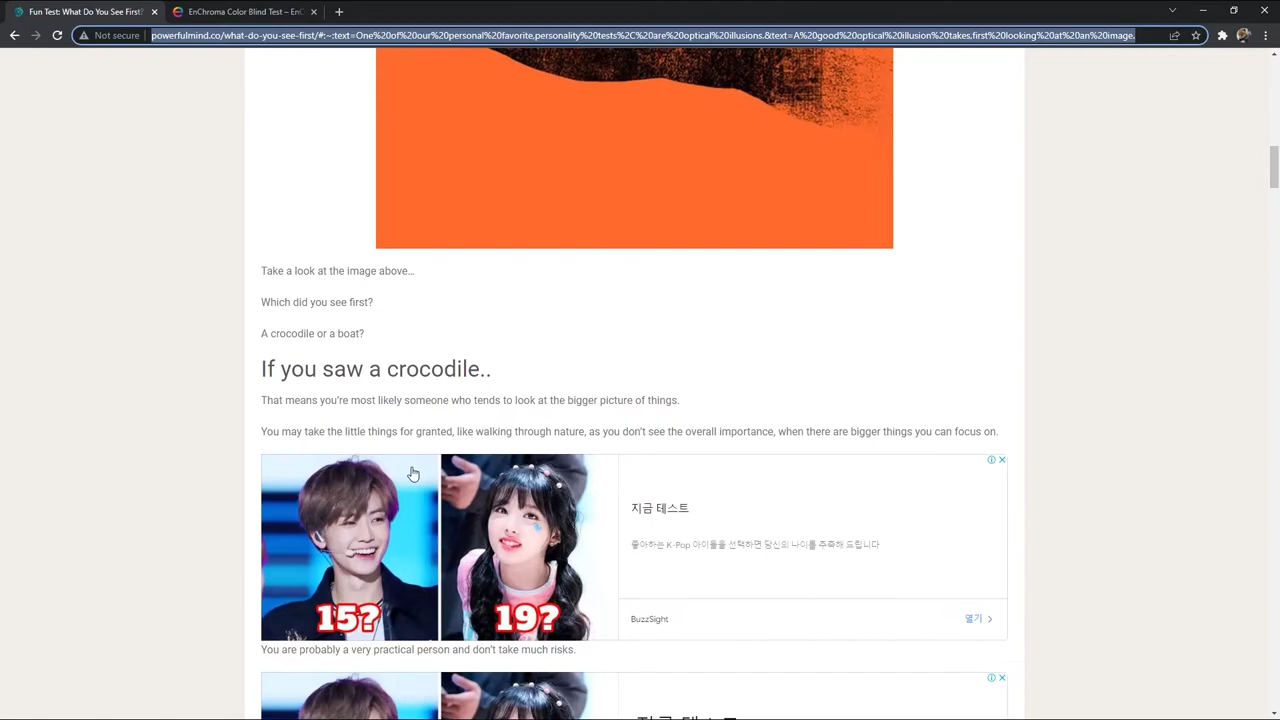 Fun Test: What Do You See First?
EnChroma Color Blind Test – EnC
Not secure
powerfulmind.co/what-do-you-see-first/#:~:text=One%20of%20our%20personal%20favorite,personality%20tests%2C%20are%20optical%20illusions.&text=A%20good%20optical%20illusion%20takes,first%20looking%20at%20an%20image.
Take a look at the image above…
Which did you see first?
A crocodile or a boat?
If you saw a crocodile..
That means you're most likely someone who tends to look at the bigger picture of things.
You may take the little things for granted, like walking through nature, as you don't see the overall importance, when there are bigger things you can focus on.
15?
19?
지금 테스트
좋아하는 K-Pop 아이돌을 선택하면 당신의 나이를 추측해 드립니다
BuzzSight
열기
You are probably a very practical person and don't take much risks.
지금 테스트